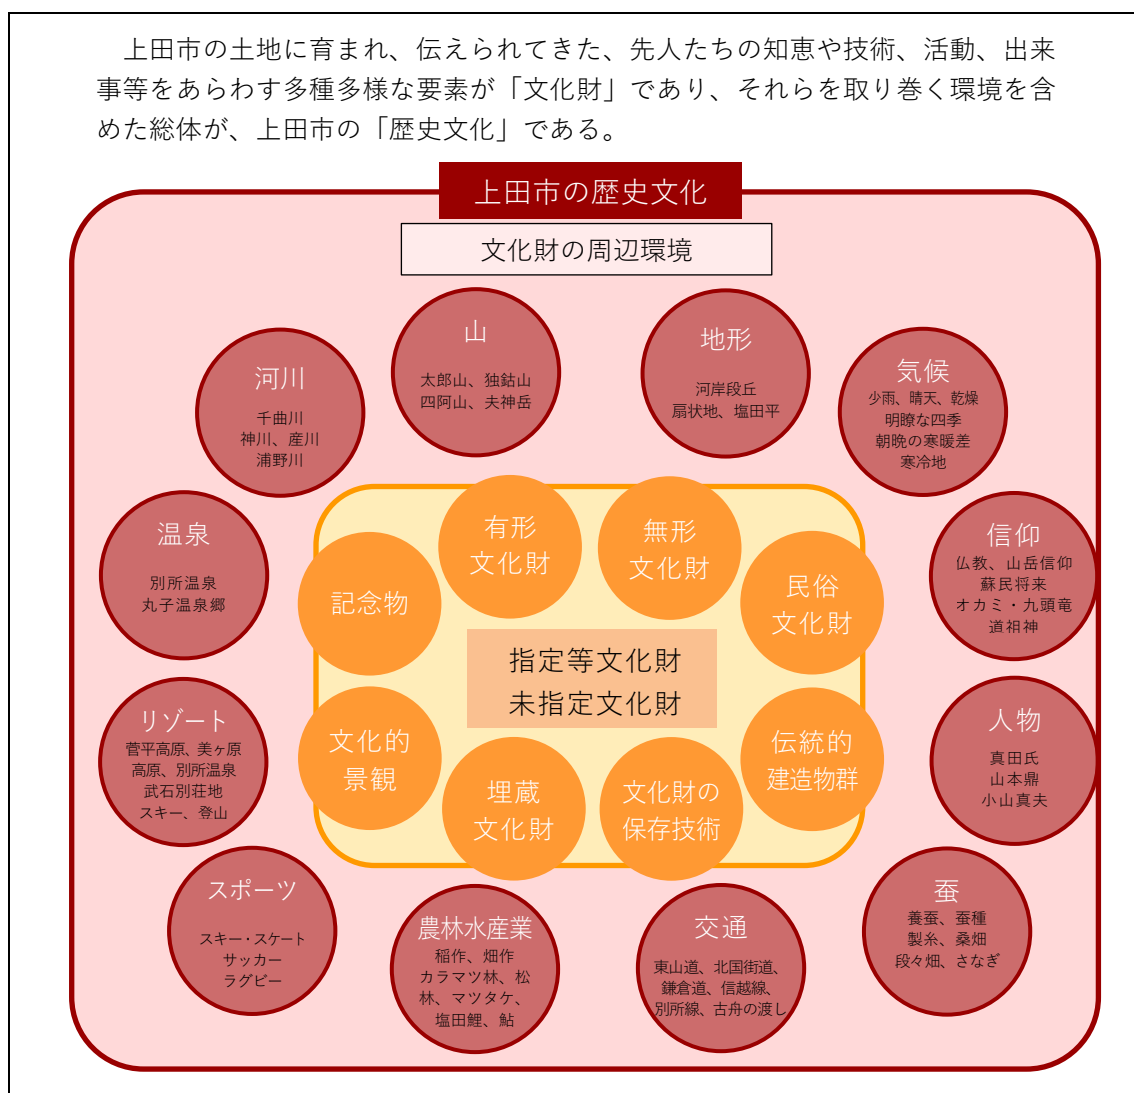 上田市の土地に育まれ、伝えられてきた、先人たちの知恵や技術、活動、出来
事等をあらわす多種多様な要素が「文化財」であり、それらを取り巻く環境を含
めた総体が、上田市の「歴史文化」である。
上田市の歴史文化
文化財の周辺環境
山
太郎山、独鈷山
四阿山、夫神岳
地形
河岸段丘
扇状地、塩田平
河川
千曲川
神川、産川
浦野川
気候
少雨、晴天、乾燥
明瞭な四季
朝晩の寒暖差
寒冷地
温泉
別所温泉
丸子温泉郷
信仰
仏教、山岳信仰
蘇民将来
オカミ・九頭竜
道祖神
リゾート
菅平高原、美ヶ原
高原、別所温泉
武石別荘地
スキー、登山
人物
真田氏
山本鼎
小山真夫
スポーツ
スキー・スケート
サッカー
ラグビー
農林水産業
稲作、畑作
カラマツ林、松
林、マツタケ、
塩田鯉、鮎
交通
東山道、北国街道、
鎌倉道、信越線、
別所線、古舟の渡し
蚕
養蚕、蚕種
製糸、桑畑
段々畑、さなぎ
有形
文化財
無形
文化財
記念物
民俗
文化財
指定等文化財
未指定文化財
文化的
景観
伝統的
建造物群
埋蔵
文化財
文化財の
保存技術